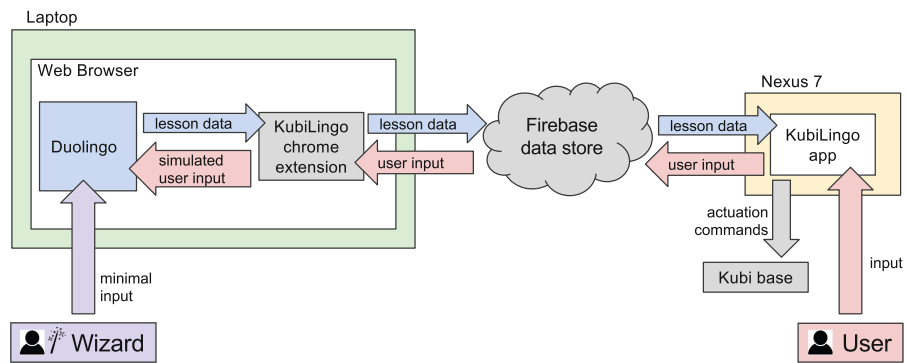 Laptop
Web Browser
Duolingo
lesson data
simulated
user input
KubiLingo
chrome
extension
lesson data
user input
Firebase
data store
lesson data
user input
Nexus 7
KubiLingo
app
actuation
commands
Kubi base
input
minimal
input
Wizard
User